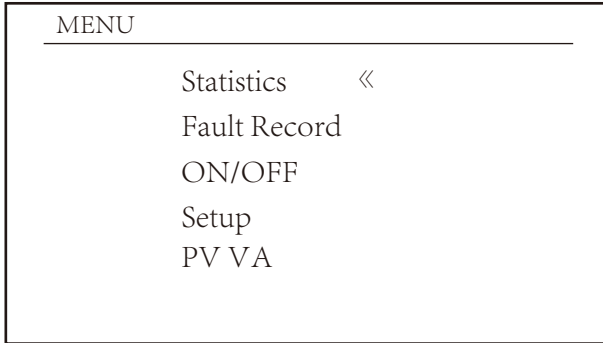 MENU
Statistics «
Fault Record
ON/OFF
Setup
PV VA